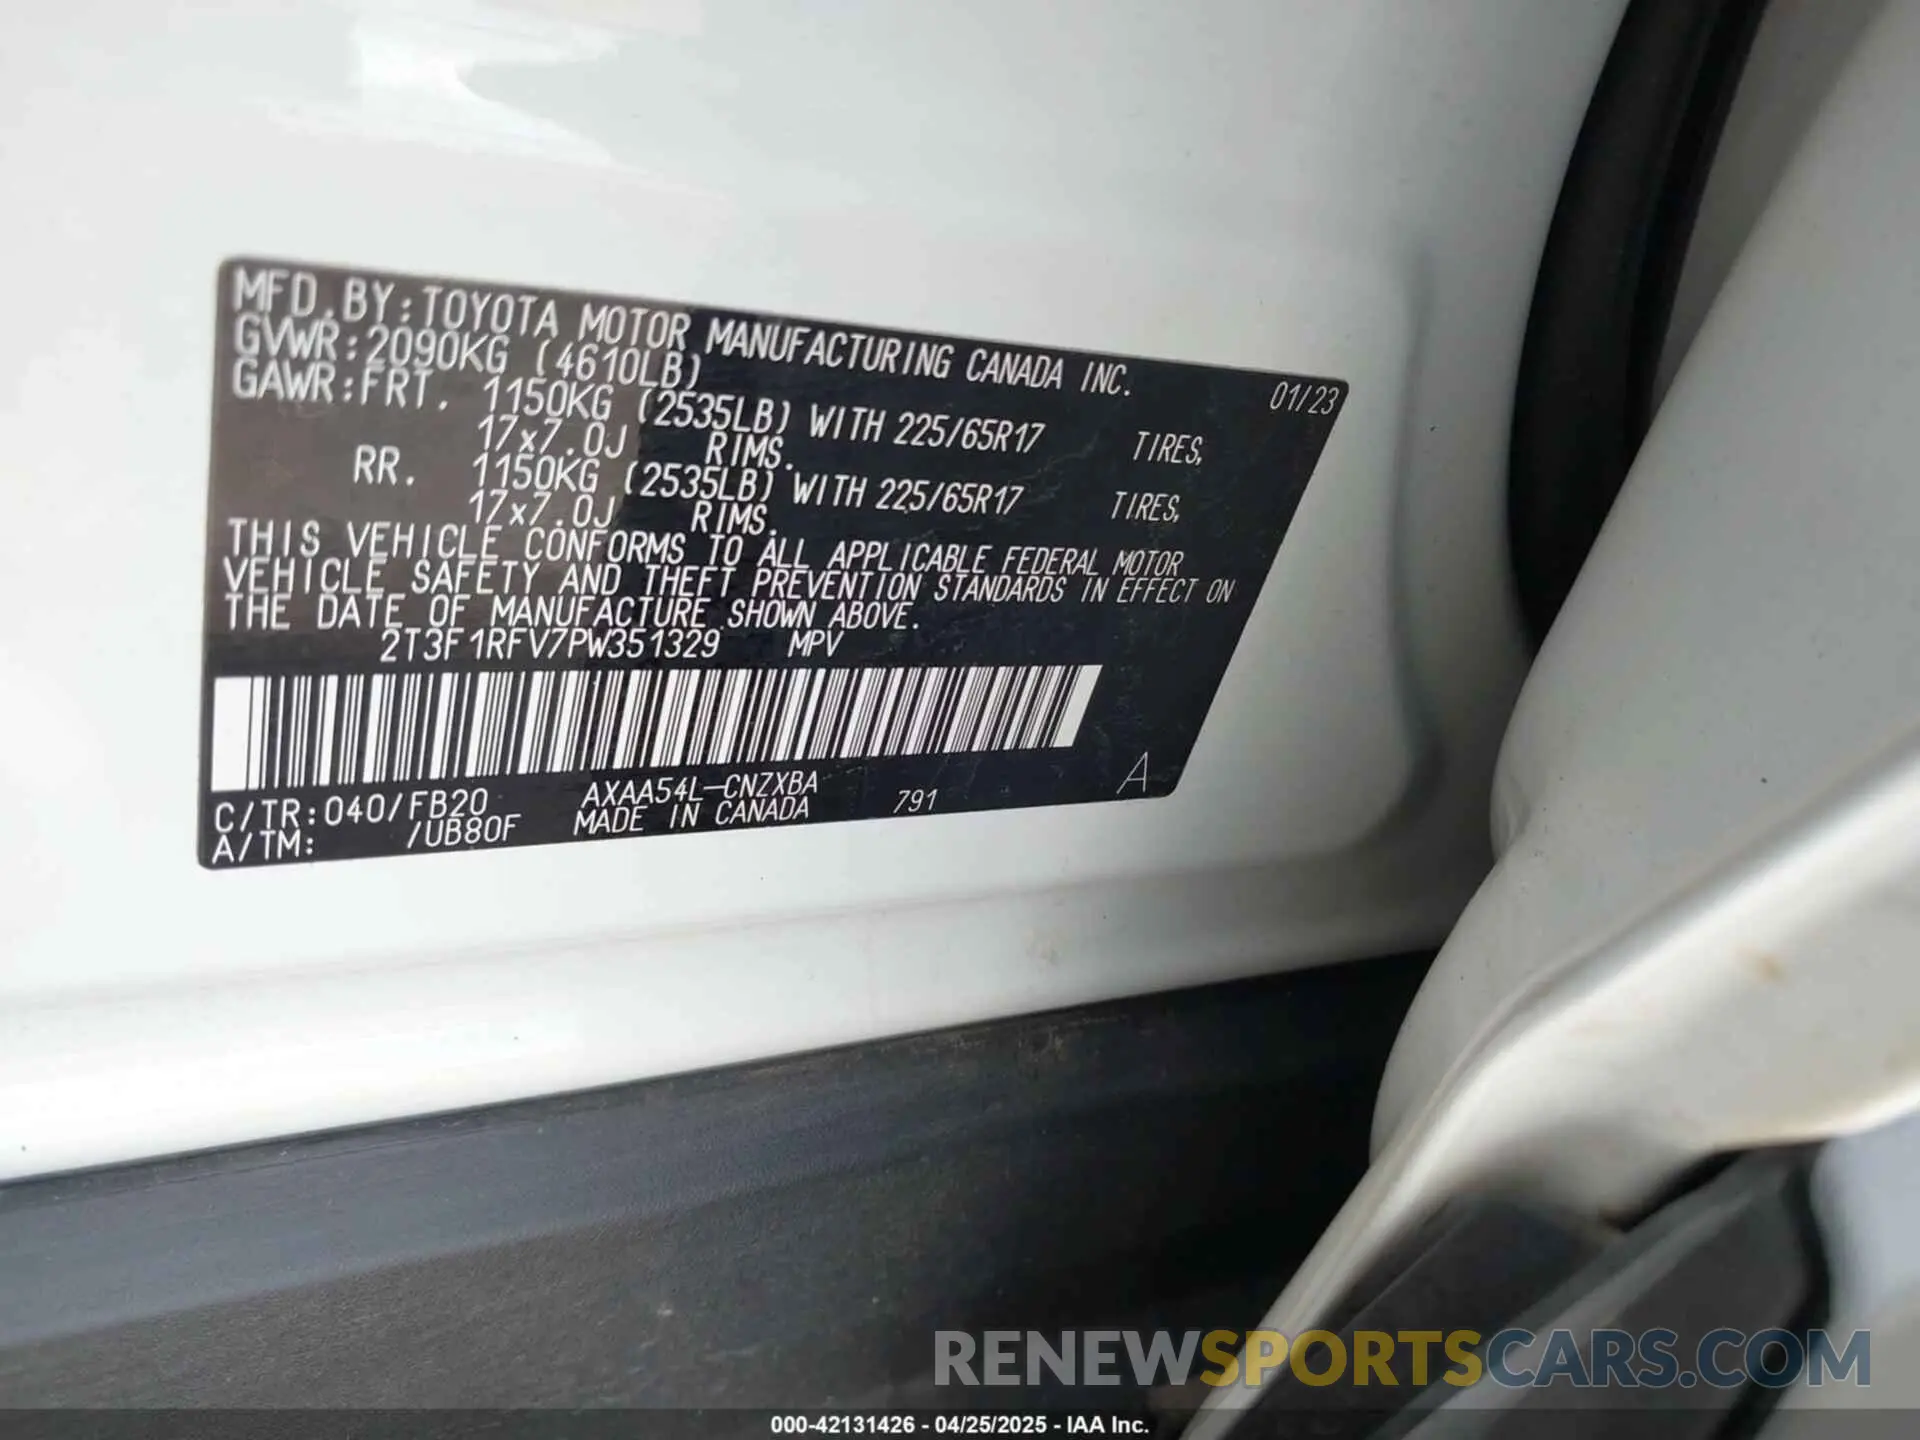 MFD.BY:TOYOTA MOTOR MANUFACTURING CANADA INC. 01/23
GVWR:2090KG (4610LB)
GAWR:FRT. 1150KG (2535LB) WITH 225/65R17 TIRES,
17x7.0J RIMS.
RR. 1150KG (2535LB) WITH 225/65R17 TIRES,
17x7.0J RIMS.
THIS VEHICLE CONFORMS TO ALL APPLICABLE FEDERAL MOTOR
VEHICLE SAFETY AND THEFT PREVENTION STANDARDS IN EFFECT ON
THE DATE OF MANUFACTURE SHOWN ABOVE.
2T3F1RFV7PW351329 MPV
C/TR:040/FB20 AXAA54L-CNZXBA A
A/TM: /UB80F MADE IN CANADA 791
RENEWSPORTSCARS.COM
000-42131426 - 04/25/2025 - IAA Inc.